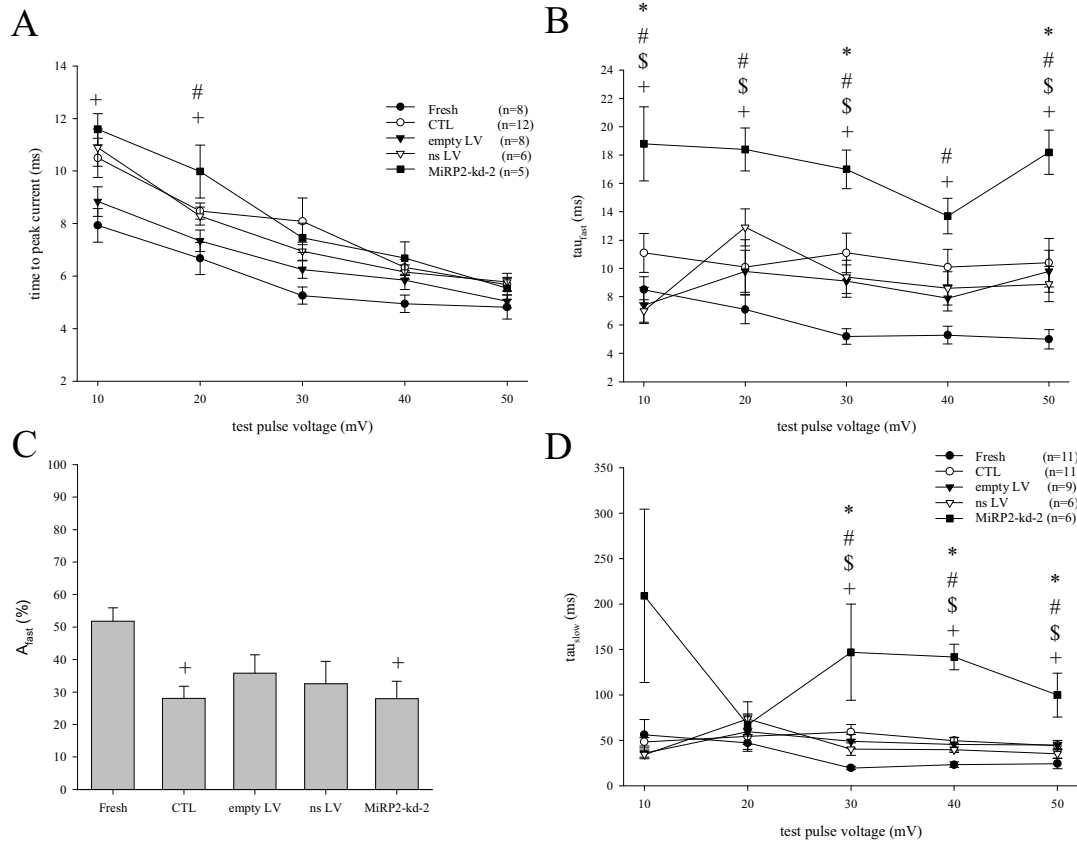 A
14
12
10
8
6
4
2
time to peak current (ms)
+
#
+
Fresh (n=8)
CTL (n=12)
empty LV (n=8)
ns LV (n=6)
MiRP2-kd-2 (n=5)
10 20 30 40 50
test pulse voltage (mV)
B
24
22
20
18
16
14
12
10
8
6
4
2
tau fast (ms)
*
#
$
+
#
$
+
*
#
$
+
#
+
*
#
$
+
10 20 30 40 50
test pulse voltage (mV)
C
100
90
80
70
60
50
40
30
20
10
0
A fast (%)
+
+
Fresh CTL empty LV ns LV MiRP2-kd-2
D
Fresh (n=11)
CTL (n=11)
empty LV (n=9)
ns LV (n=6)
MiRP2-kd-2 (n=6)
350
300
250
200
150
100
50
0
tau slow (ms)
*
#
$
+
*
#
$
+
*
#
$
+
10 20 30 40 50
test pulse voltage (mV)